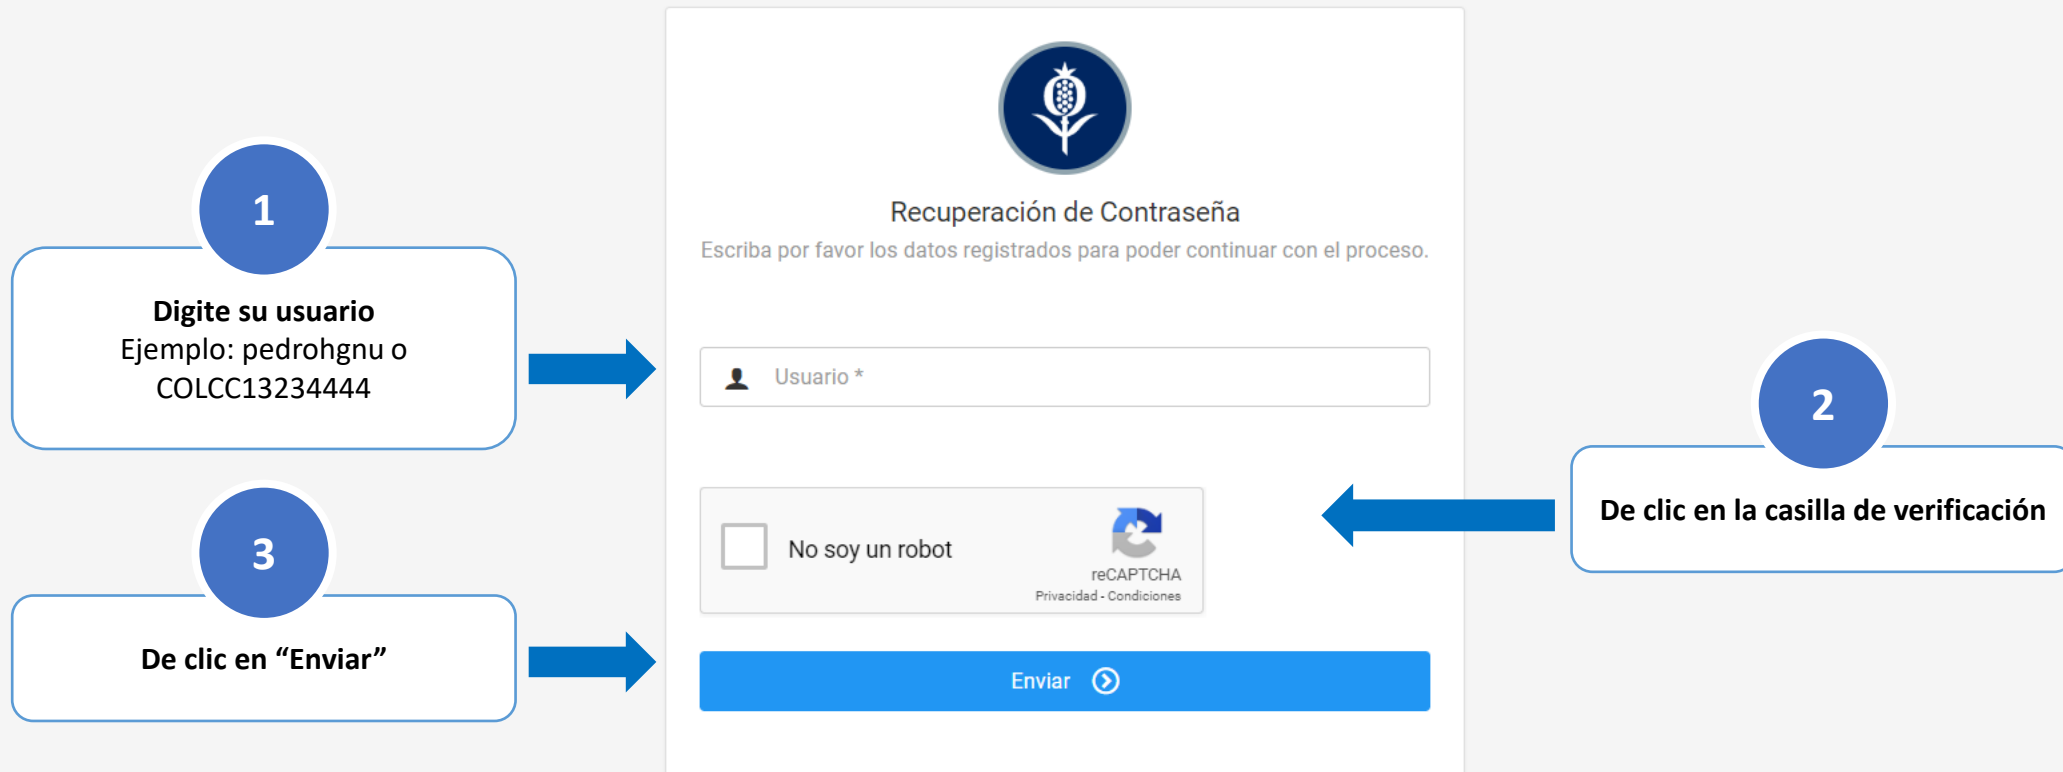 Recuperación de Contraseña
Escriba por favor los datos registrados para poder continuar con el proceso.
1
Digite su usuario
Ejemplo: pedrohgnu o
COLCC13234444
Usuario *
2
De clic en la casilla de verificación
No soy un robot
reCAPTCHA
Privacidad - Condiciones
3
De clic en “Enviar”
Enviar